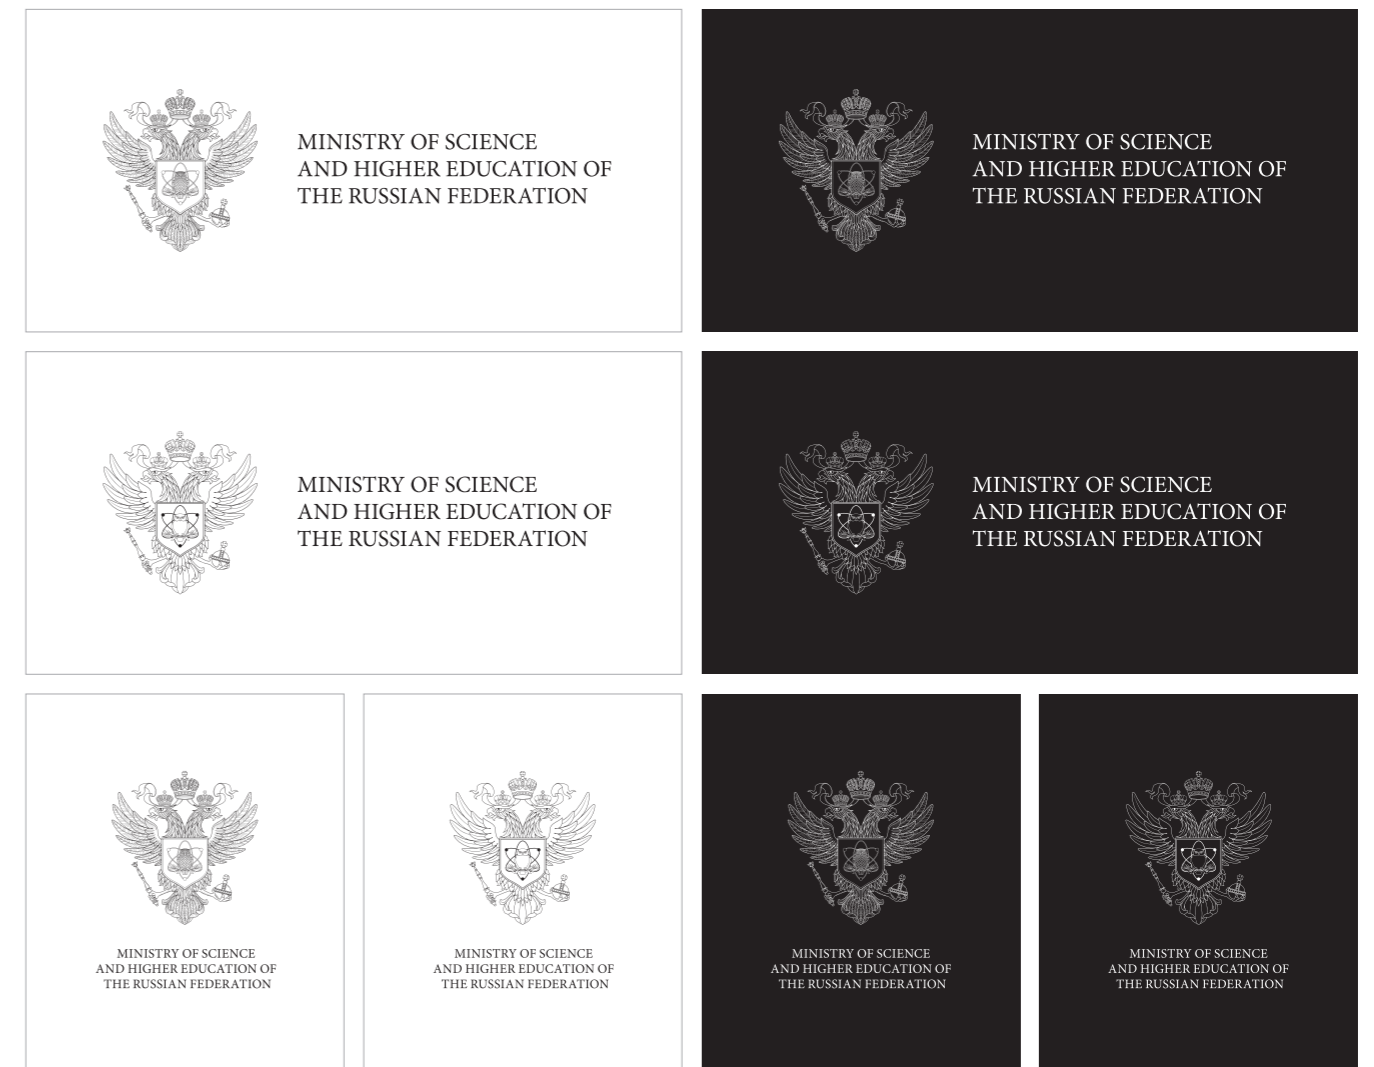 MINISTRY OF SCIENCE
AND HIGHER EDUCATION OF
THE RUSSIAN FEDERATION
MINISTRY OF SCIENCE
AND HIGHER EDUCATION OF
THE RUSSIAN FEDERATION
MINISTRY OF SCIENCE
AND HIGHER EDUCATION OF
THE RUSSIAN FEDERATION
MINISTRY OF SCIENCE
AND HIGHER EDUCATION OF
THE RUSSIAN FEDERATION
MINISTRY OF SCIENCE
AND HIGHER EDUCATION OF
THE RUSSIAN FEDERATION
MINISTRY OF SCIENCE
AND HIGHER EDUCATION OF
THE RUSSIAN FEDERATION
MINISTRY OF SCIENCE
AND HIGHER EDUCATION OF
THE RUSSIAN FEDERATION
MINISTRY OF SCIENCE
AND HIGHER EDUCATION OF
THE RUSSIAN FEDERATION